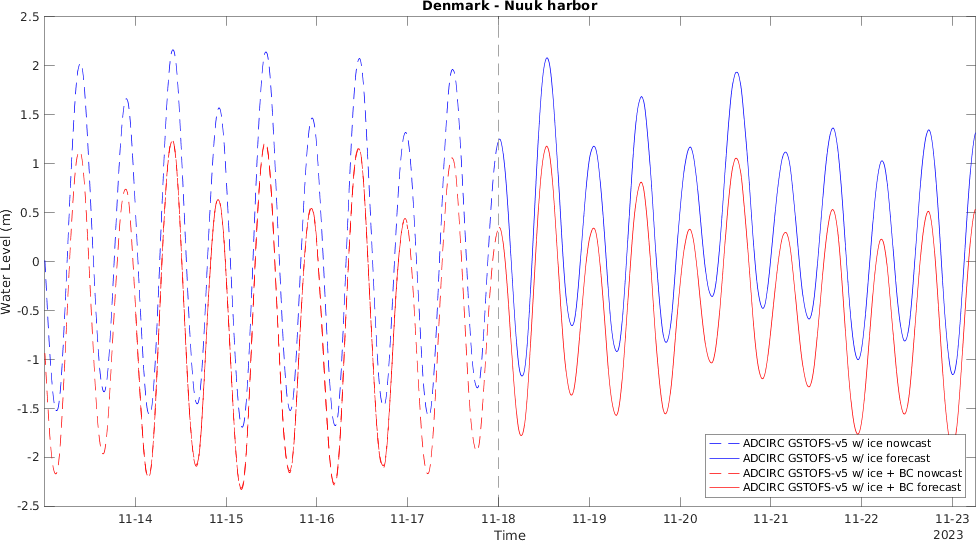 Denmark - Nuuk harbor
2.5
2
1.5
1
0.5
0
-0.5
-1
-1.5
-2
-2.5
Water Level (m)
ADCIRC GSTOFS-v5 w/ ice nowcast
ADCIRC GSTOFS-v5 w/ ice forecast
ADCIRC GSTOFS-v5 w/ ice + BC nowcast
ADCIRC GSTOFS-v5 w/ ice + BC forecast
11-14 11-15 11-16 11-17 11-18 11-19 11-20 11-21 11-22 11-23
Time
2023